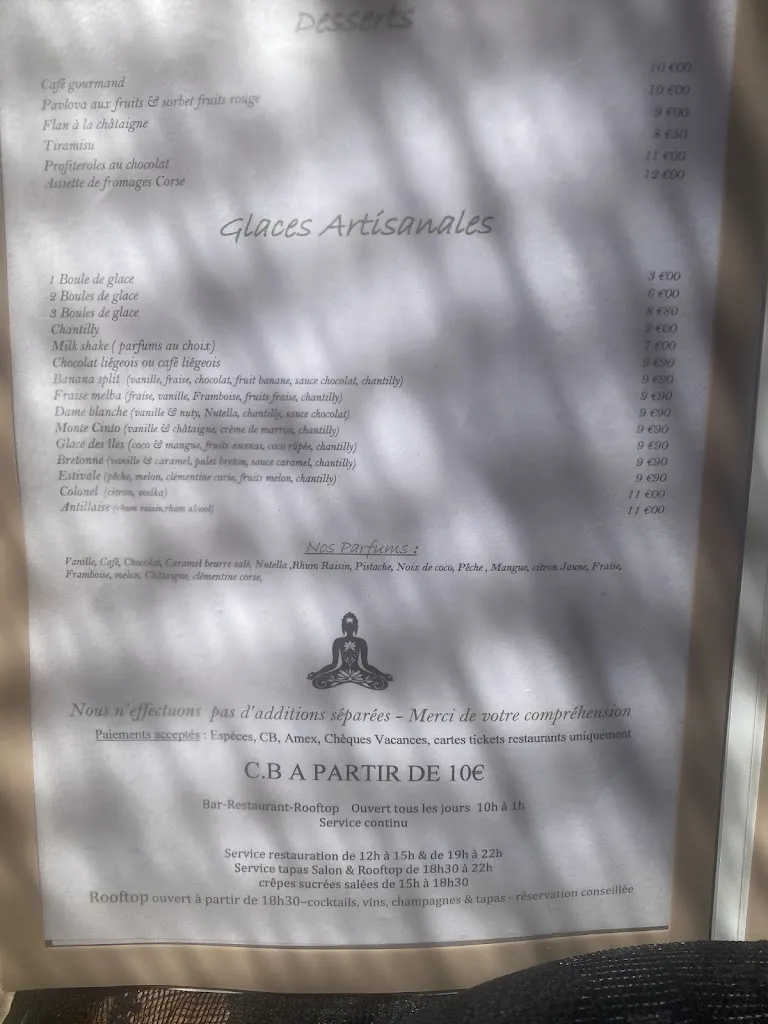 Desserts
Café gourmand 10 €00
Pavlova aux fruits & sorbet fruits rouge 10 €00
Flan à la châtaigne 9 €00
Tiramisu 8 €50
Profiteroles au chocolat 11 €00
Assiette de fromages Corse 12 €00
Glaces Artisanales
1 Boule de glace 3 €00
2 Boules de glace 6 €00
3 Boules de glace 8 €80
Chantilly 2 €00
Milk shake ( parfums au choix) 7 €00
Chocolat liégeois ou café liégeois 9 €90
Banana split (vanille, fraise, chocolat, fruit banane, sauce chocolat, chantilly) 9 €90
Fraise melba (fraise, vanille, Framboise, fruits fraise, chantilly) 9 €90
Dame blanche (vanille & nuty, Nutella, chantilly, sauce chocolat) 9 €90
Monte Cinto (vanille & châtaigne, crème de marron, chantilly) 9 €90
Glace des îles (coco & mangue, fruits ananas, coco râpée, chantilly) 9 €90
Bretonne (vanille & caramel, palet breton, sauce caramel, chantilly) 9 €90
Estivale (pêche, melon, clémentine corse, fruits melon, chantilly) 9 €90
Colonel (citron, vodka) 11 €00
Antillaise (rhum raisin, rhum alcool) 11 €00
Nos Parfums :
Vanille, Café, Chocolat, Caramel beurre salé, Nutella ,Rhum Raisin, Pistache, Noix de coco, Pêche , Mangue, citron Jaune, Fraise,
Framboise, melon, Châtaigne, clémentine corse,
Nous n'effectuons pas d'additions séparées – Merci de votre compréhension
Paiements acceptés : Espèces, CB, Amex, Chèques Vacances, cartes tickets restaurants uniquement
C.B A PARTIR DE 10€
Bar-Restaurant-Rooftop Ouvert tous les jours 10h à 1h
Service continu
Service restauration de 12h à 15h & de 19h à 22h
Service tapas Salon & Rooftop de 18h30 à 22h
crêpes sucrées salées de 15h à 18h30
Rooftop ouvert à partir de 18h30–cocktails, vins, champagnes & tapas - réservation conseillée